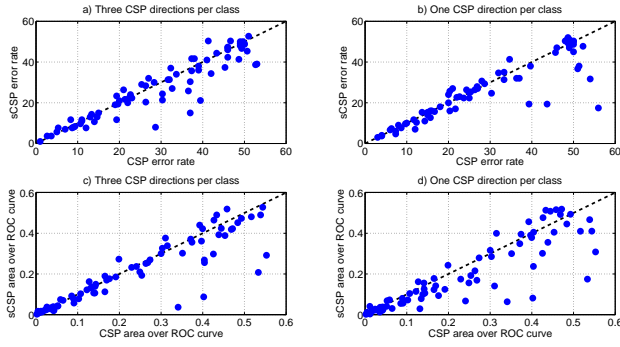 a) Three CSP directions per class
60
40
20
0
sCSP error rate
0 10 20 30 40 50 60
CSP error rate
b) One CSP direction per class
60
40
20
0
sCSP error rate
0 10 20 30 40 50 60
CSP error rate
c) Three CSP directions per class
0.6
0.4
0.2
0
sCSP area over ROC curve
0 0.1 0.2 0.3 0.4 0.5 0.6
CSP area over ROC curve
d) One CSP direction per class
0.6
0.4
0.2
0
sCSP area over ROC curve
0 0.1 0.2 0.3 0.4 0.5 0.6
CSP area over ROC curve